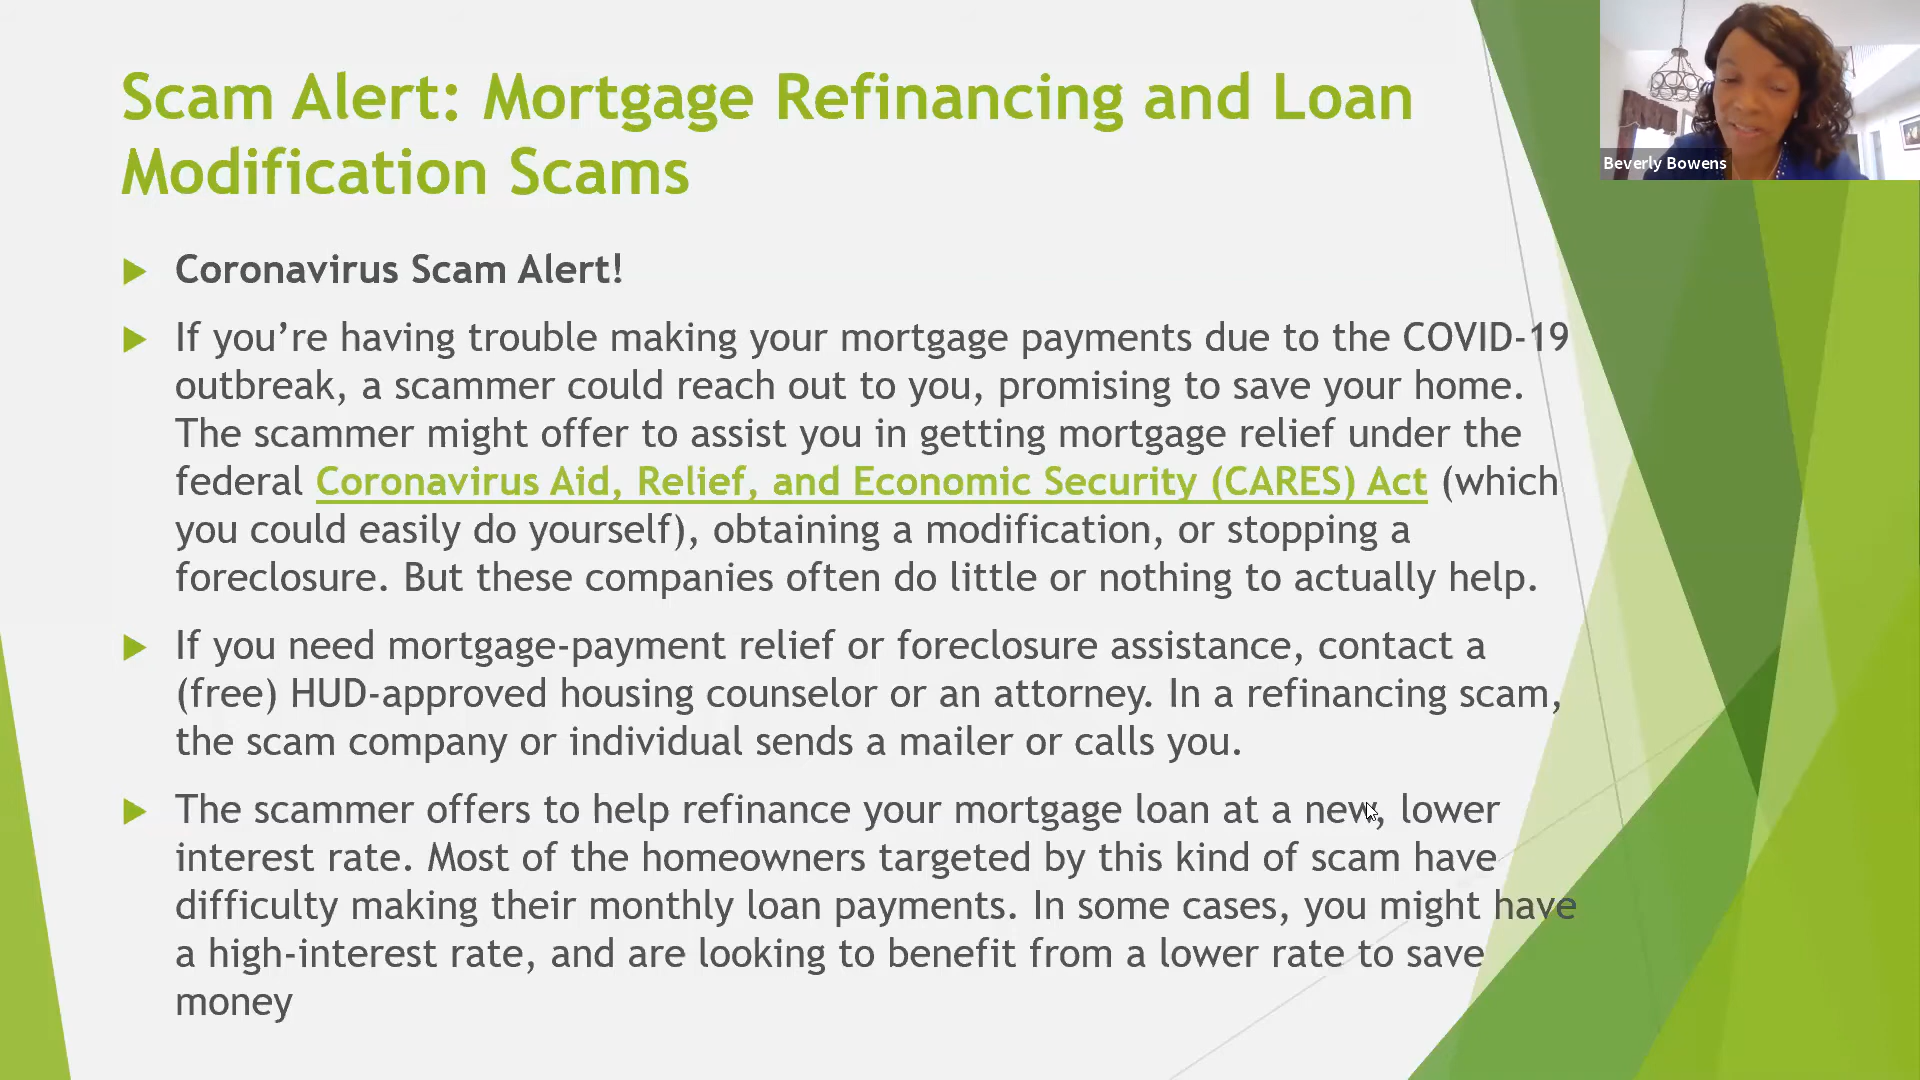 Scam Alert: Mortgage Refinancing and Loan
Modification Scams
Beverly Bowens
Coronavirus Scam Alert!
If you’re having trouble making your mortgage payments due to the COVID-19
outbreak, a scammer could reach out to you, promising to save your home.
The scammer might offer to assist you in getting mortgage relief under the
federal Coronavirus Aid, Relief, and Economic Security (CARES) Act (which
you could easily do yourself), obtaining a modification, or stopping a
foreclosure. But these companies often do little or nothing to actually help.
If you need mortgage-payment relief or foreclosure assistance, contact a
(free) HUD-approved housing counselor or an attorney. In a refinancing scam,
the scam company or individual sends a mailer or calls you.
The scammer offers to help refinance your mortgage loan at a new, lower
interest rate. Most of the homeowners targeted by this kind of scam have
difficulty making their monthly loan payments. In some cases, you might have
a high-interest rate, and are looking to benefit from a lower rate to save
money